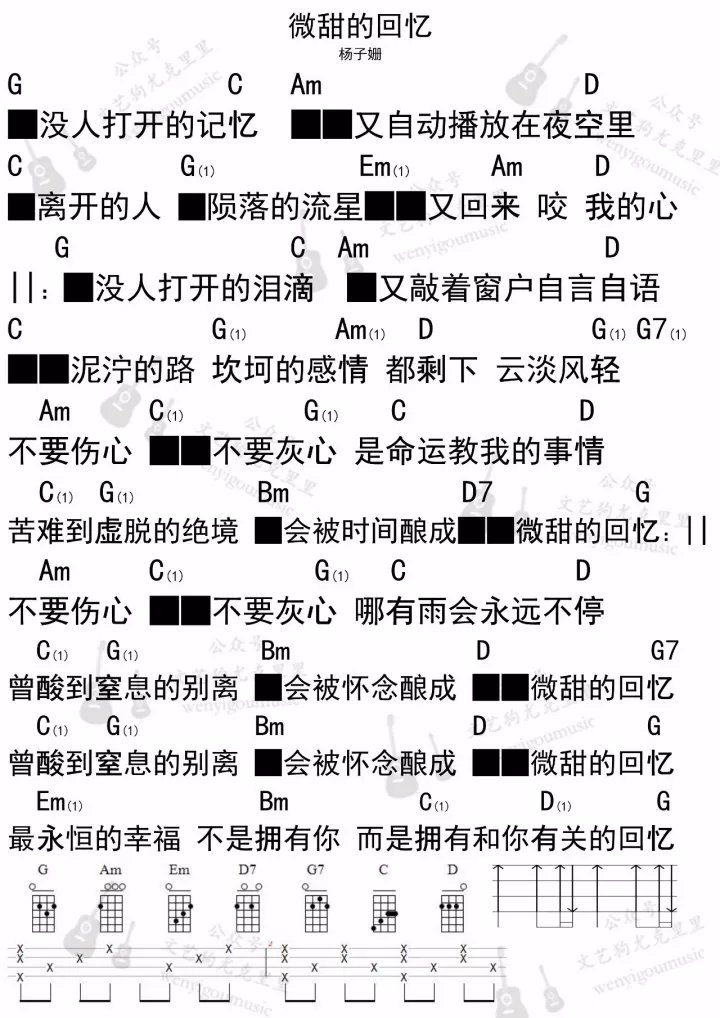 微甜的回忆
杨子姗
G C Am D
■没人打开的记忆 ■■又自动播放在夜空里
C G(1) Em(1) Am D
■离开的人 ■陨落的流星■■又回来 咬 我的心
G C Am D
||:■没人打开的泪滴 ■又敲着窗户自言自语
C G(1) Am(1) D G(1) G7(1)
■■泥泞的路 坎坷的感情 都剩下 云淡风轻
Am C(1) G(1) C D
不要伤心 ■■不要灰心 是命运教我的事情
C(1) G(1) Bm D7 G
苦难到虚脱的绝境 ■会被时间酿成■■微甜的回忆:||
Am C(1) G(1) C D
不要伤心 ■■不要灰心 哪有雨会永远不停
C(1) G(1) Bm D G7
曾酸到窒息的别离 ■会被怀念酿成 ■■微甜的回忆
C(1) G(1) Bm D G
曾酸到窒息的别离 ■会被怀念酿成 ■■微甜的回忆
Em(1) Bm C(1) D(1) G
最永恒的幸福 不是拥有你 而是拥有和你有关的回忆
G Am Em D7 G7 C D
2
公众号
文艺狗尤克里里
wenyigoumusic